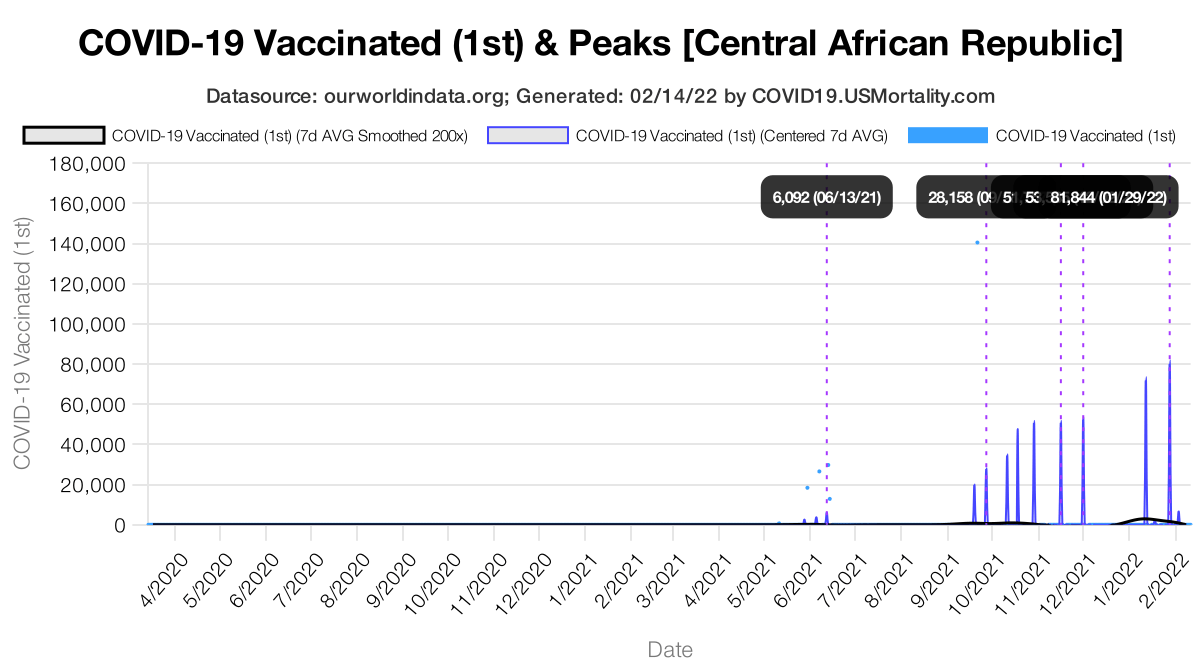 COVID-19 Vaccinated (1st) & Peaks [Central African Republic]
Datasource: ourworldindata.org; Generated: 02/14/22 by COVID19.USMortality.com
COVID-19 Vaccinated (1st) (7d AVG Smoothed 200x) COVID-19 Vaccinated (1st) (Centered 7d AVG) COVID-19 Vaccinated (1st)
180,000
160,000
140,000
120,000
100,000
80,000
60,000
40,000
20,000
0
COVID-19 Vaccinated (1st)
6,092 (06/13/21) 28,158 (09/ 81,844 (01/29/22)
4/2020 5/2020 6/2020 7/2020 8/2020 9/2020 10/2020 11/2020 12/2020 1/2021 2/2021 3/2021 4/2021 5/2021 6/2021 7/2021 8/2021 9/2021 10/2021 11/2021 12/2021 1/2022 2/2022
Date